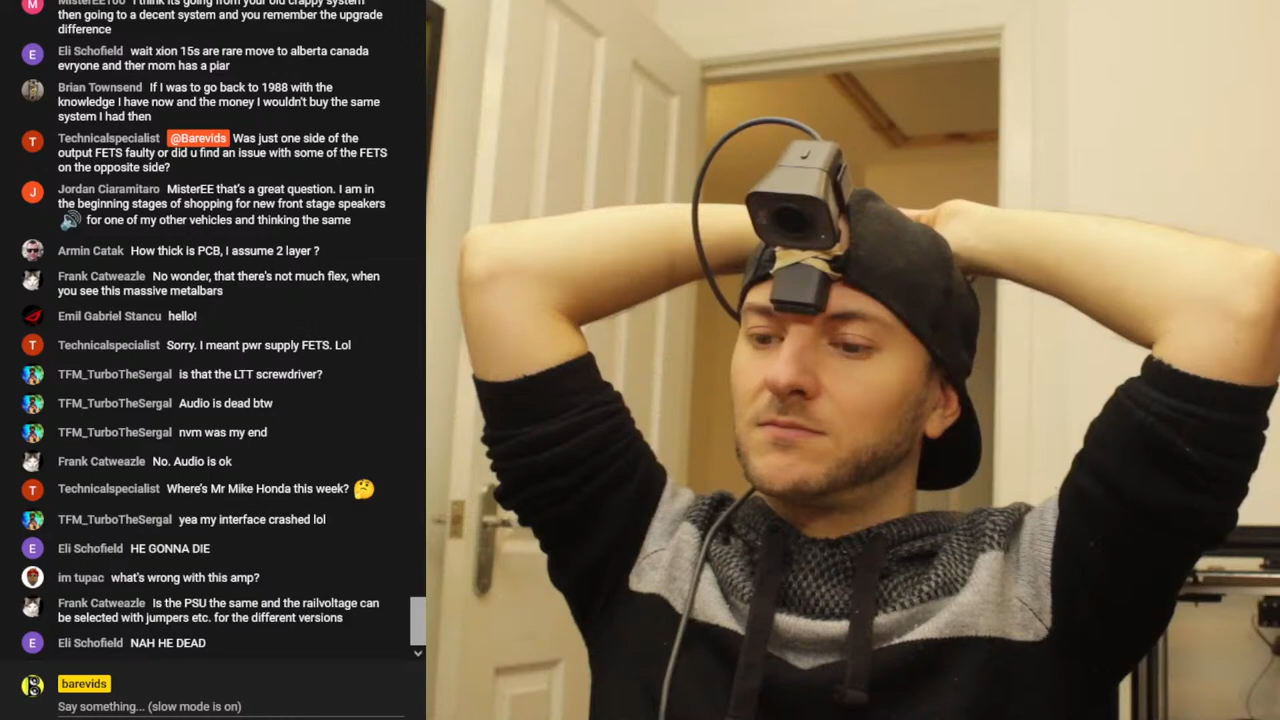 MisterEE100 I think its going from your old crappy system
then going to a decent system and you remember the upgrade
difference
E
Eli Schofield wait xion 15s are rare move to alberta canada
evryone and ther mom has a piar
Brian Townsend If I was to go back to 1988 with the
knowledge I have now and the money I wouldn't buy the same
system I had then
T
Technicalspecialist @Barevids Was just one side of the
output FETS faulty or did u find an issue with some of the FETS
on the opposite side?
J
Jordan Ciaramitaro MisterEE that's a great question. I am in
the beginning stages of shopping for new front stage speakers
for one of my other vehicles and thinking the same
Armin Catak How thick is PCB, I assume 2 layer ?
Frank Catweazle No wonder, that there's not much flex, when
you see this massive metalbars
Emil Gabriel Stancu hello!
T
Technicalspecialist Sorry. I meant pwr supply FETS. Lol
TFM_TurboTheSergal is that the LTT screwdriver?
TFM_TurboTheSergal Audio is dead btw
TFM_TurboTheSergal nvm was my end
Frank Catweazle No. Audio is ok
T
Technicalspecialist Where's Mr Mike Honda this week?
TFM_TurboTheSergal yea my interface crashed lol
E
Eli Schofield HE GONNA DIE
im tupac what's wrong with this amp?
Frank Catweazle Is the PSU the same and the railvoltage can
be selected with jumpers etc. for the different versions
E
Eli Schofield NAH HE DEAD
barevids
Say something... (slow mode is on)